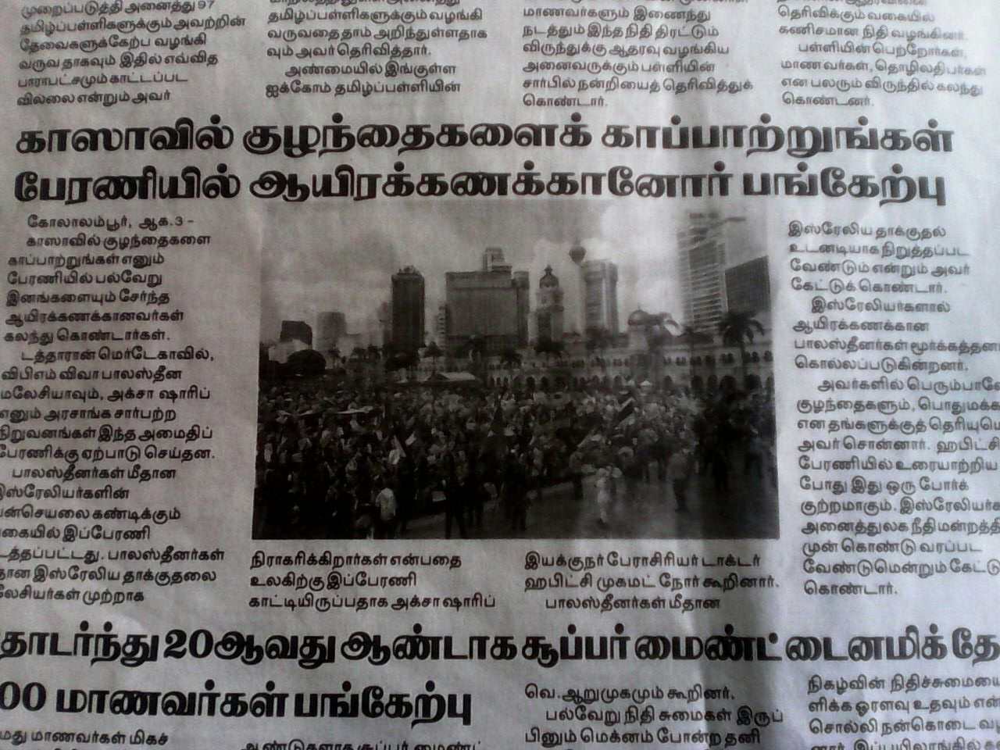 முறைப்படுத்தி அனைத்து 97
தமிழ்ப்பள்ளிகளுக்கும் அவற்றின்
தேவைகளுக்கேற்ப வழங்கி
வருவதாகவும் இதில் எவ்வித
பாரபட்சமும் காட்டப்பட
வில்லை என்றும் அவர்
தமிழ்ப்பள்ளிகளுக்கும் வழங்கி
வருவதை தாம் அறிந்துள்ளதாக
வும் அவர் தெரிவித்தார்.
அண்மையில் இங்குள்ள
ஐக்கோம் தமிழ்ப்பள்ளியின்
மாணவர்களும் இணைந்து
நடத்தும் இந்த நிதி திரட்டும்
விருந்துக்கு ஆதரவு வழங்கிய
அனைவருக்கும் பள்ளியின்
சார்பில் நன்றியைத் தெரிவித்துக்
கொண்டார்.
தெரிவிக்கும் வகையில்
கணிசமான நிதி வழங்கினர்.
பள்ளியின் பெற்றோர்கள்,
மாணவர்கள், தொழிலதிபர்கள்
என பலரும் விருந்தில் கலந்து
கொண்டனர்.
காஸாவில் குழந்தைகளைக் காப்பாற்றுங்கள்
பேரணியில் ஆயிரக்கணக்கானோர் பங்கேற்பு
கோலாலம்பூர், ஆக.3 –
காஸாவில் குழந்தைகளை
காப்பாற்றுங்கள் எனும்
பேரணியில் பல்வேறு
இனங்களையும் சேர்ந்த
ஆயிரக்கணக்கானவர்கள்
கலந்து கொண்டார்கள்.
டத்தாரான் மெர்டேகாவில்,
விபிஎம் விவா பாலஸ்தீன
மலேசியாவும், அக்சா ஷாரிப்
எனும் அரசாங்க சார்பற்ற
நிறுவனங்கள் இந்த அமைதிப்
பேரணிக்கு ஏற்பாடு செய்தன.
பாலஸ்தீனர்கள் மீதான
இஸ்ரேலியர்களின்
ன்செயலை கண்டிக்கும்
கையில் இப்பேரணி
டத்தப்பட்டது. பாலஸ்தீனர்கள்
தான இஸ்ரேலிய தாக்குதலை
லேசியர்கள் முற்றாக
நிராகரிக்கிறார்கள் என்பதை
உலகிற்கு இப்பேரணி
காட்டியிருப்பதாக அக்சா ஷாரிப்
இயக்குநர் பேராசிரியர் டாக்டர்
ஹபிட்சி முகமட் நோர் கூறினார்.
பாலஸ்தீனர்கள் மீதான
இஸ்ரேலிய தாக்குதல்
உடனடியாக நிறுத்தப்பட
வேண்டும் என்றும் அவர்
கேட்டுக் கொண்டார்.
இஸ்ரேலியர்களால்
ஆயிரக்கணக்கான
பாலஸ்தீனர்கள் மூர்க்கத்தன
கொல்லப்படுகின்றனர்.
அவர்களில் பெரும்பாலே
குழந்தைகளும், பொதுமக்க
என தங்களுக்குத் தெரியுமெ
அவர் சொன்னார். ஹபிட்சி
பேரணியில் உரையாற்றிய
போது இது ஒரு போர்க்
குற்றமாகும். இஸ்ரேலியர்க
அனைத்துலக நீதி மன்றத்தி
முன் கொண்டு வரப்பட
வேண்டுமென்றும் கேட்டு
கொண்டார்.
தொடர்ந்து 20ஆவது ஆண்டாக சூப்பர் மைண்ட் டைனமிக் தே
00 மாணவர்கள் பங்கேற்பு
மது மாணவர்கள் மிகச்
ஆண்டுகளாக சூப்பர் மைண்ட்
வெ.ஆறுமுகமும் கூறினர்.
பல்வேறு நிதி சுமைகள் இருப்
பினும் மெக்னம் போன்ற தனி
நிகழ்வின் நிதிச்சுமையை
ளிக்க ஓரளவு உதவும் என்
சொல்லி நன்கொடை வழ